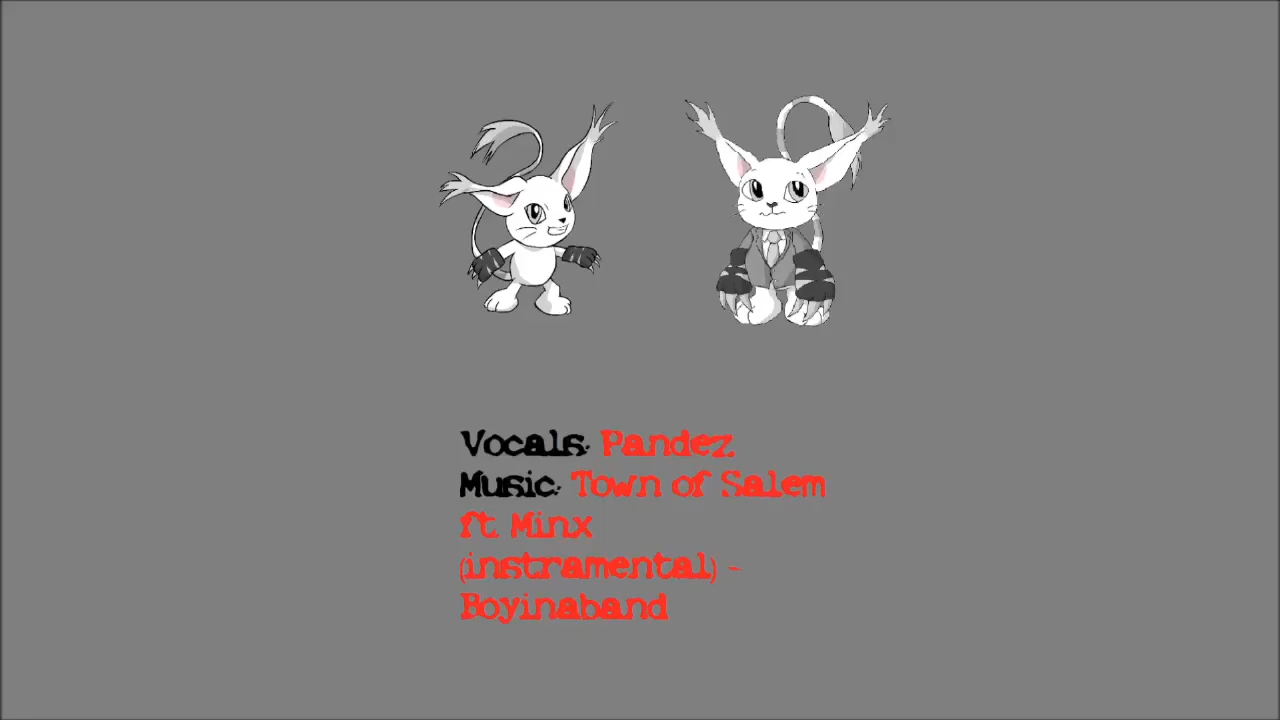 Vocals: Pandez
Music: Town of Salem
ft. Minx
(instramental) -
Boyinaband